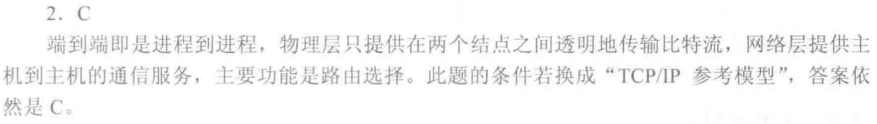 2. C
端到端即是进程到进程，物理层只提供在两个结点之间透明地传输比特流，网络层提供主
机到主机的通信服务，主要功能是路由选择。此题的条件若换成“TCP/IP 参考模型”，答案依
然是 C。